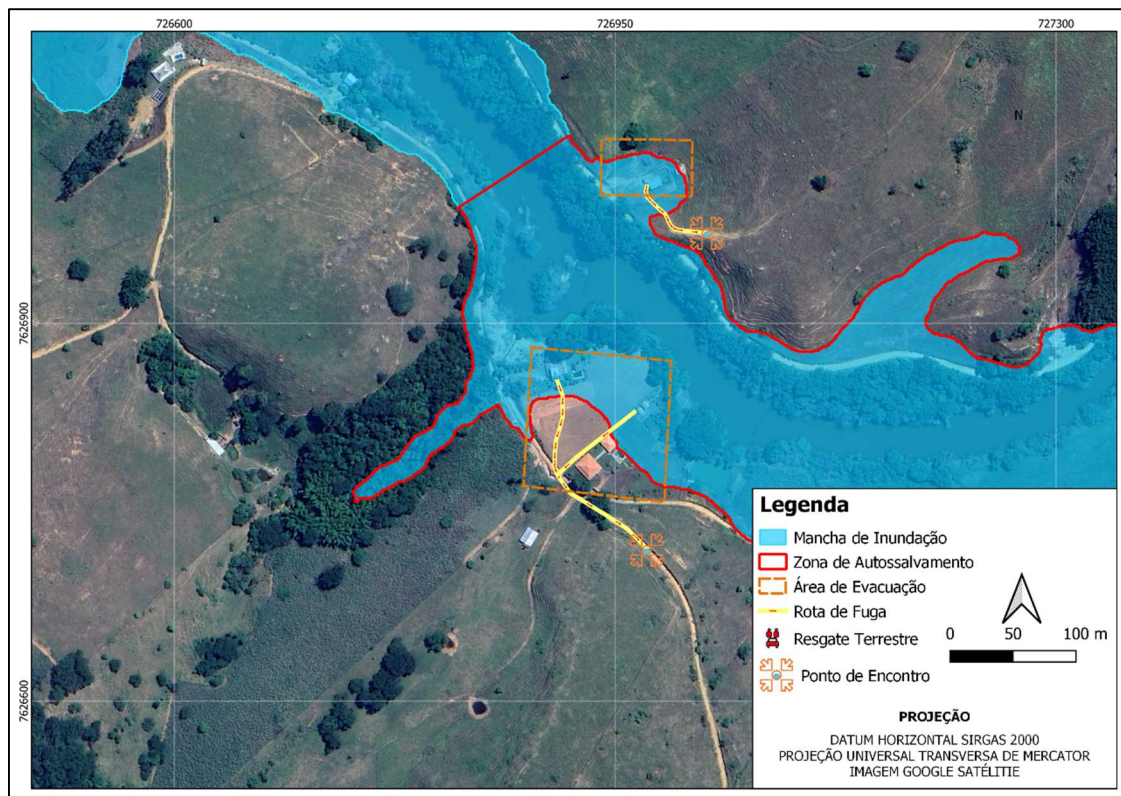 726600 726950 727300
7626900
7626600
N
Legenda
Mancha de Inundação
Zona de Autossalvamento
Área de Evacuação
Rota de Fuga
Resgate Terrestre
Ponto de Encontro
0 50 100 m
PROJEÇÃO
DATUM HORIZONTAL SIRGAS 2000
PROJEÇÃO UNIVERSAL TRANSVERSA DE MERCATOR
IMAGEM GOOGLE SATÉLITIE